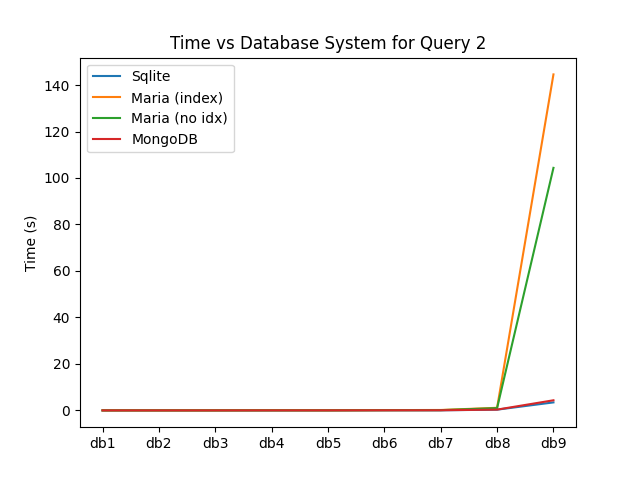 Time vs Database System for Query 2
Sqlite
Maria (index)
Maria (no idx)
MongoDB
Time (s)
140
120
100
80
60
40
20
0
db1 db2 db3 db4 db5 db6 db7 db8 db9